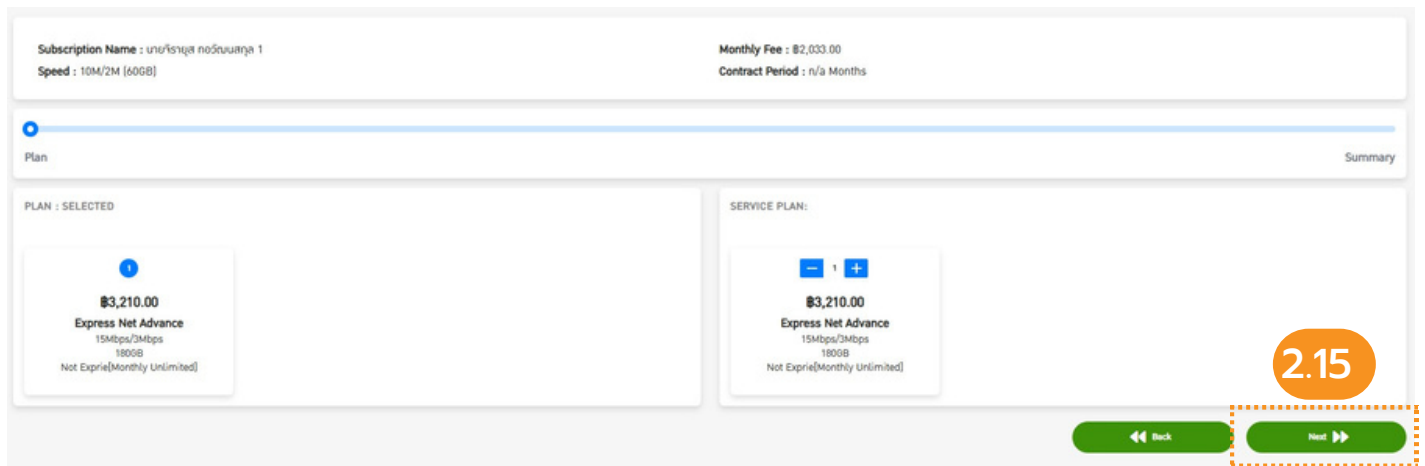 Subscription Name : นายจิรายุส กอวัฒนสกุล 1
Speed : 10M/2M (60GB)
Monthly Fee : ฿2,033.00
Contract Period : n/a Months
Plan
Summary
PLAN : SELECTED
1
฿3,210.00
Express Net Advance
15Mbps/3Mbps
180GB
Not Exprie[Monthly Unlimited]
SERVICE PLAN:
− 1 +
฿3,210.00
Express Net Advance
15Mbps/3Mbps
180GB
Not Exprie[Monthly Unlimited]
2.15
Back
Next